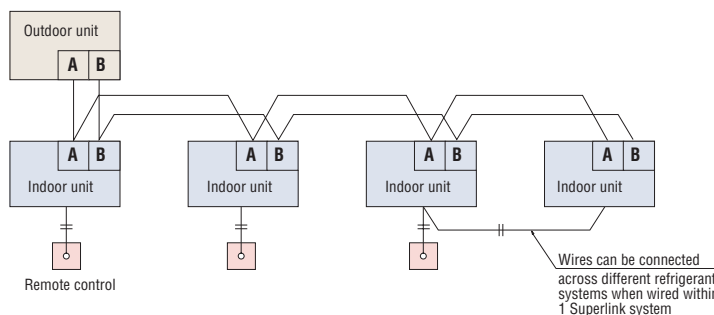 Outdoor unit
A B
A B
A B
A B
A B
Indoor unit
Indoor unit
Indoor unit
Indoor unit
Remote control
Wires can be connected
across different refrigerant
systems when wired within
1 Superlink system